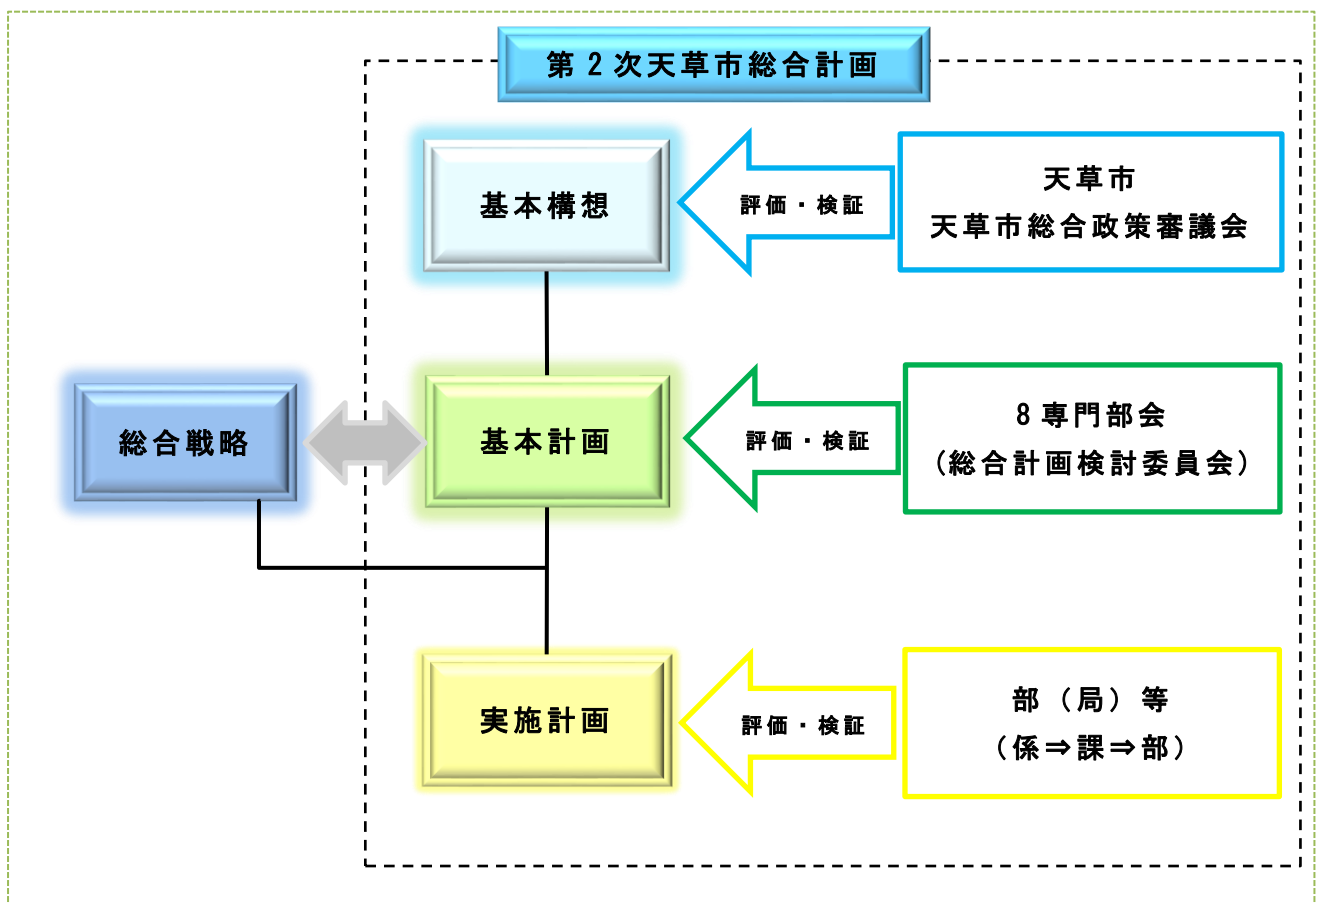 第2次天草市総合計画
基本構想
評価・検証
天草市
天草市総合政策審議会
総合戦略
基本計画
評価・検証
8専門部会
(総合計画検討委員会)
実施計画
評価・検証
部(局)等
(係⇒課⇒部)